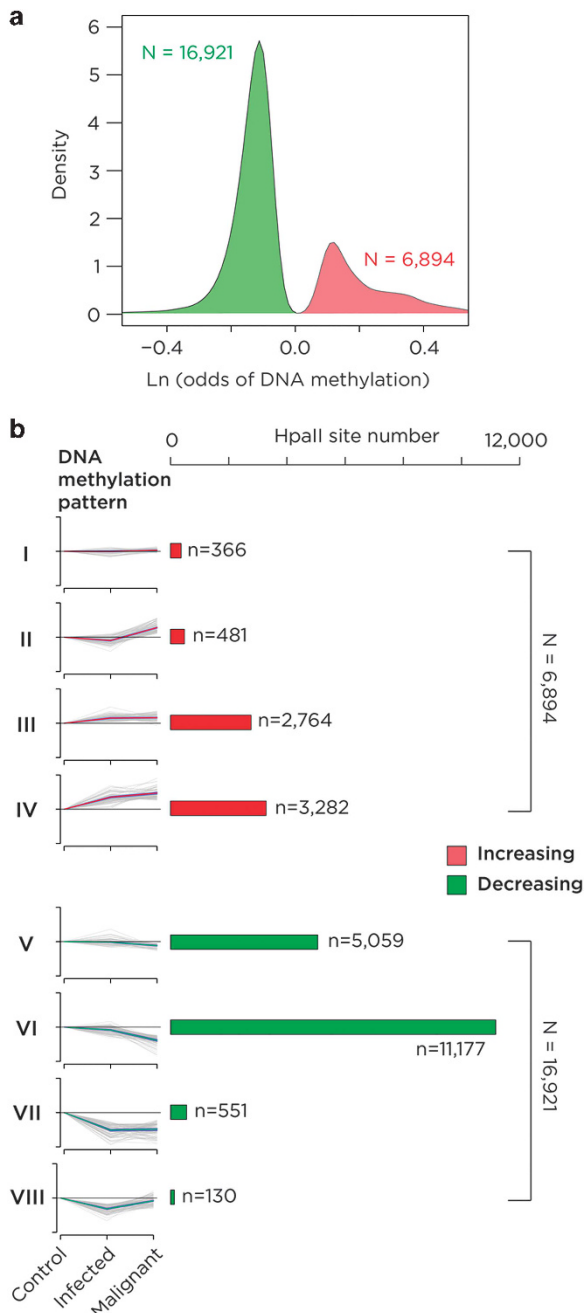 a
6
5
4
3
2
1
0
Density
N = 16,921
N = 6,894
−0.4
0.0
0.4
Ln (odds of DNA methylation)
b
0
HpaII site number
12,000
DNA
methylation
pattern
I
n=366
II
n=481
III
n=2,764
IV
n=3,282
N = 6,894
Increasing
Decreasing
V
n=5,059
VI
n=11,177
VII
n=551
VIII
n=130
N = 16,921
Control
Infected
Malignant